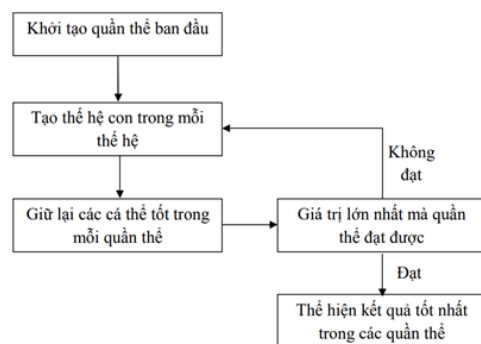 Khởi tạo quần thể ban đầu
Tạo thế hệ con trong mỗi
thế hệ
Không
đạt
Giữ lại các cá thể tốt trong
mỗi quần thể
Giá trị lớn nhất mà quần
thể đạt được
Đạt
Thể hiện kết quả tốt nhất
trong các quần thể